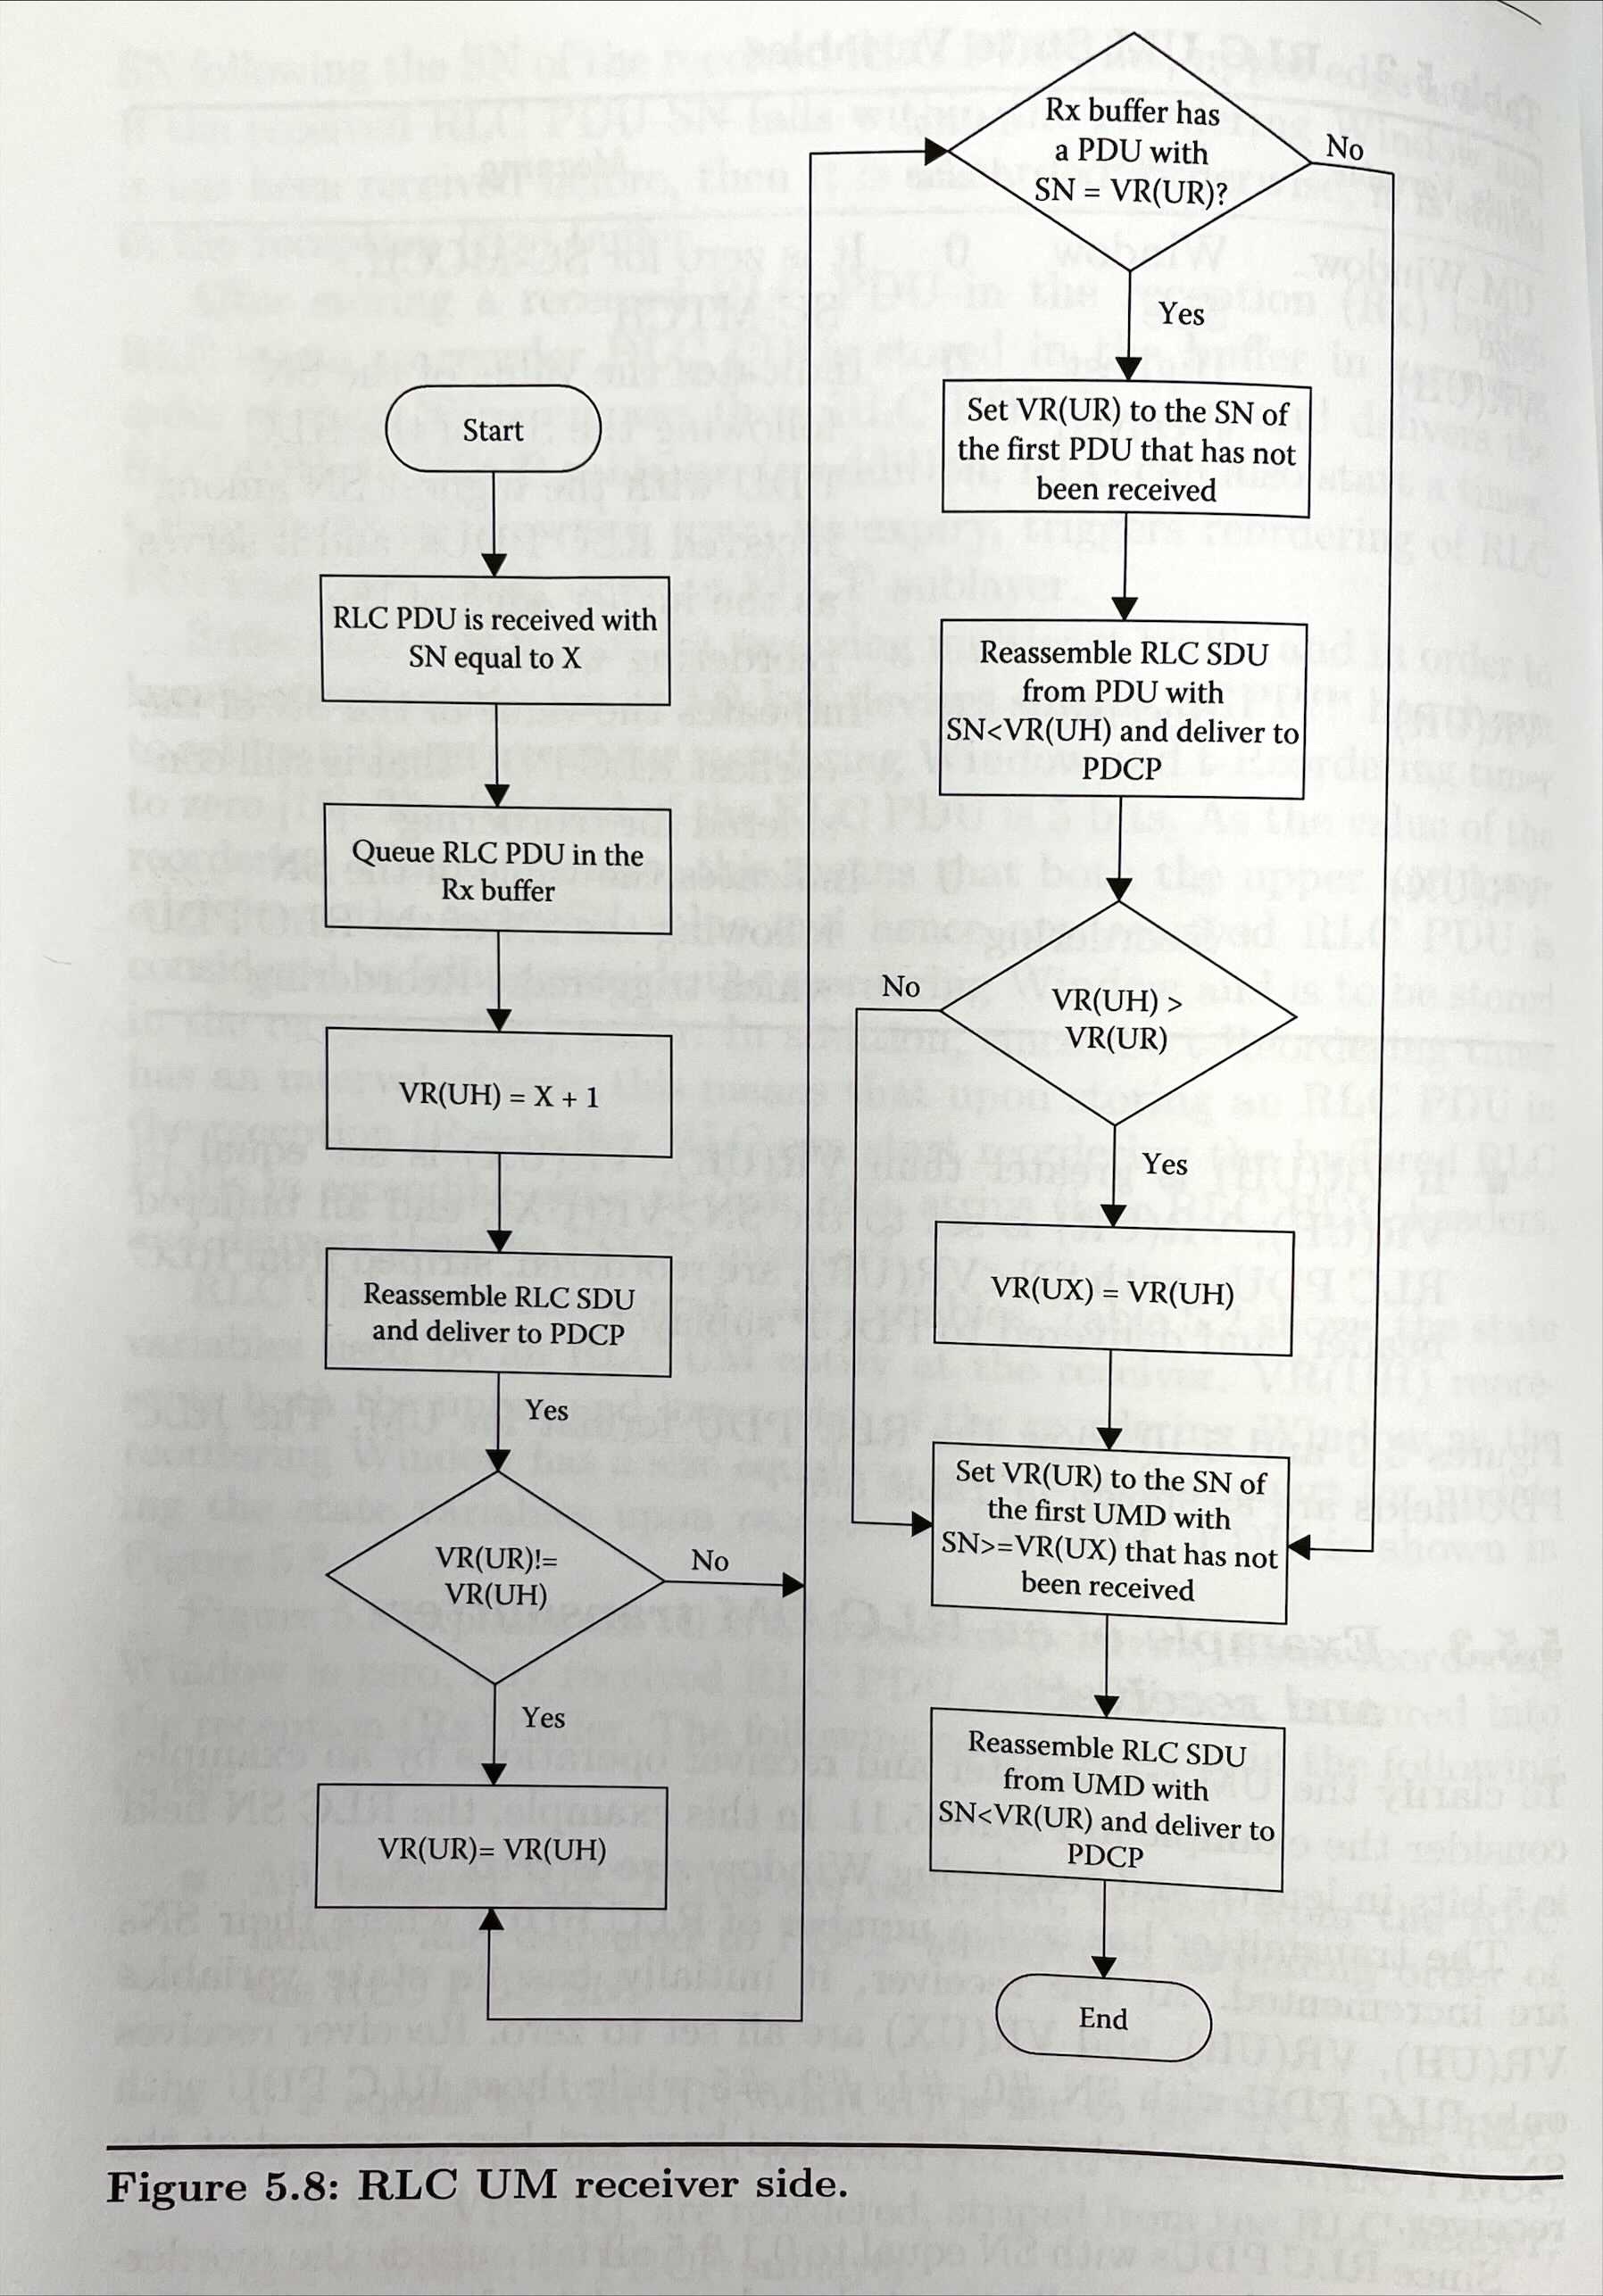 Start
RLC PDU is received with
SN equal to X
Queue RLC PDU in the
Rx buffer
VR(UH) = X + 1
Reassemble RLC SDU
and deliver to PDCP
Yes
VR(UR)!=
VR(UH)
No
Yes
VR(UR)= VR(UH)
Rx buffer has
a PDU with
SN = VR(UR)?
No
Yes
Set VR(UR) to the SN of
the first PDU that has not
been received
Reassemble RLC SDU
from PDU with
SN<VR(UH) and deliver to
PDCP
No
VR(UH) >
VR(UR)
Yes
VR(UX) = VR(UH)
Set VR(UR) to the SN of
the first UMD with
SN>=VR(UX) that has not
been received
Reassemble RLC SDU
from UMD with
SN<VR(UR) and deliver to
PDCP
End
Figure 5.8: RLC UM receiver side.